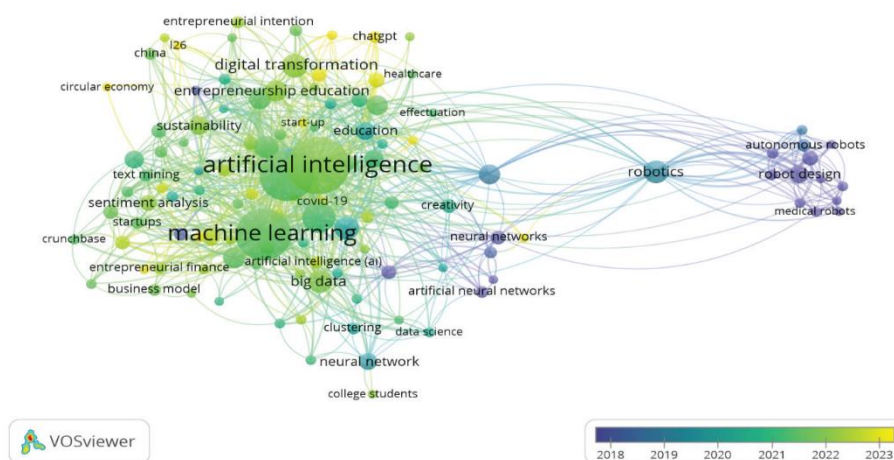 entrepreneurial intention
l26
chatgpt
china
digital transformation
healthcare
circular economy
entrepreneurship education
effectuation
sustainability
start-up
education
autonomous robots
artificial intelligence
robotics
robot design
text mining
sentiment analysis
covid-19
creativity
medical robots
startups
crunchbase
machine learning
neural networks
entrepreneurial finance
artificial intelligence (ai)
business model
big data
artificial neural networks
clustering
data science
neural network
college students
VOSviewer
2018 2019 2020 2021 2022 2023